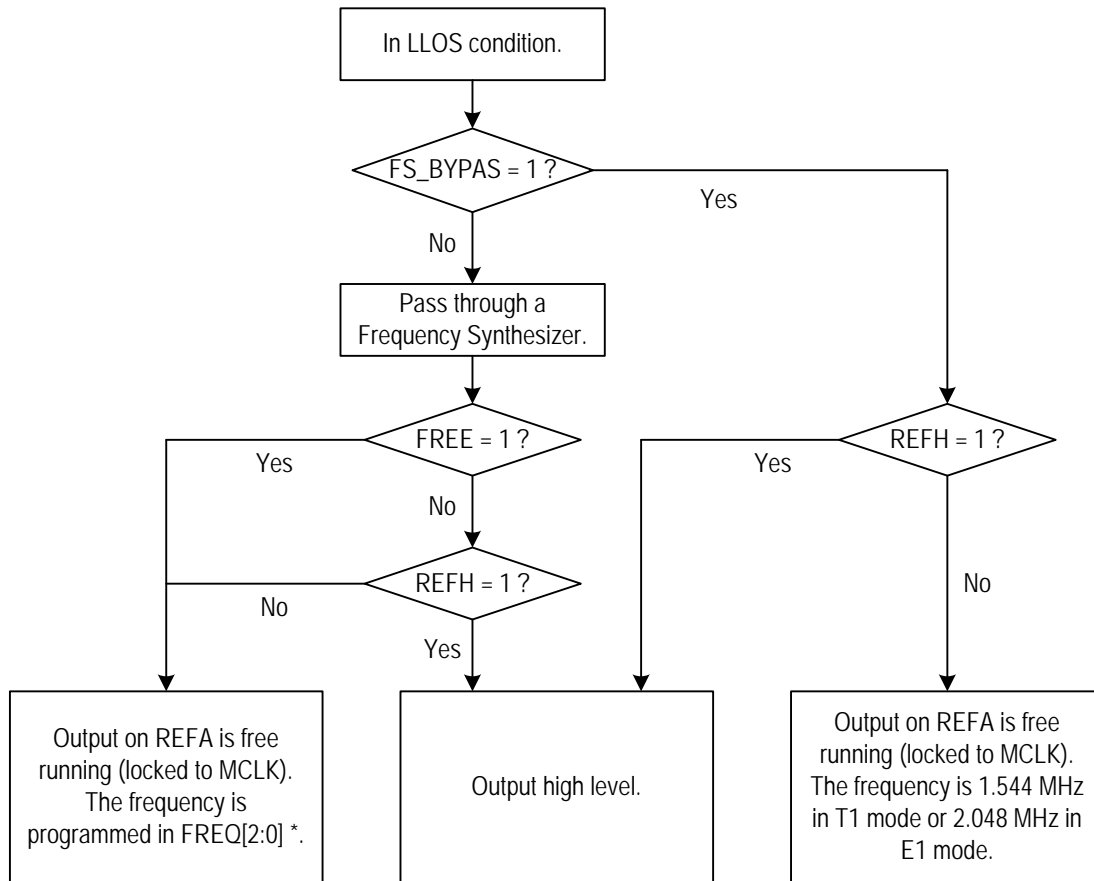 In LLOS condition.
FS_BYPAS = 1 ?
Yes
No
Pass through a
Frequency Synthesizer.
FREE = 1 ?
REFH = 1 ?
Yes
Yes
No
REFH = 1 ?
No
No
Yes
Output on REFA is free
running (locked to MCLK).
The frequency is
programmed in FREQ[2:0] *.
Output high level.
Output on REFA is free
running (locked to MCLK).
The frequency is 1.544 MHz
in T1 mode or 2.048 MHz in
E1 mode.